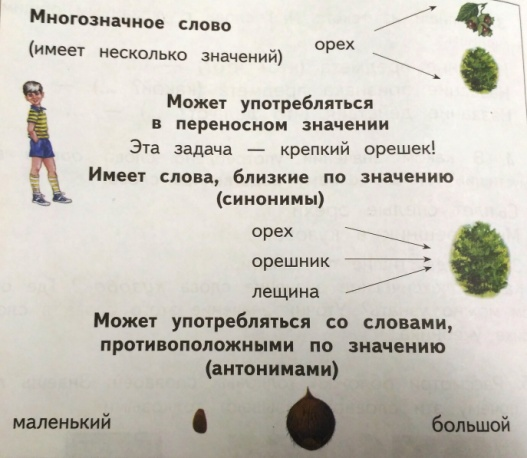 Многозначное слово
(имеет несколько значений)
орех
Может употребляться
в переносном значении
Эта задача — крепкий орешек!
Имеет слова, близкие по значению
(синонимы)
орех
орешник
лещина
Может употребляться со словами,
противоположными по значению
(антонимами)
маленький
большой